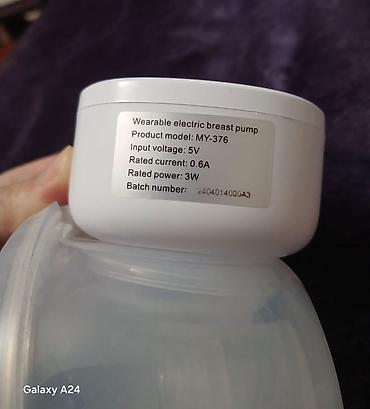 Wearable electric breast pump
Product model: MY-376
Input voltage: 5V
Rated current: 0.6A
Rated power: 3W
Batch number: 2404014006A3
Galaxy A24